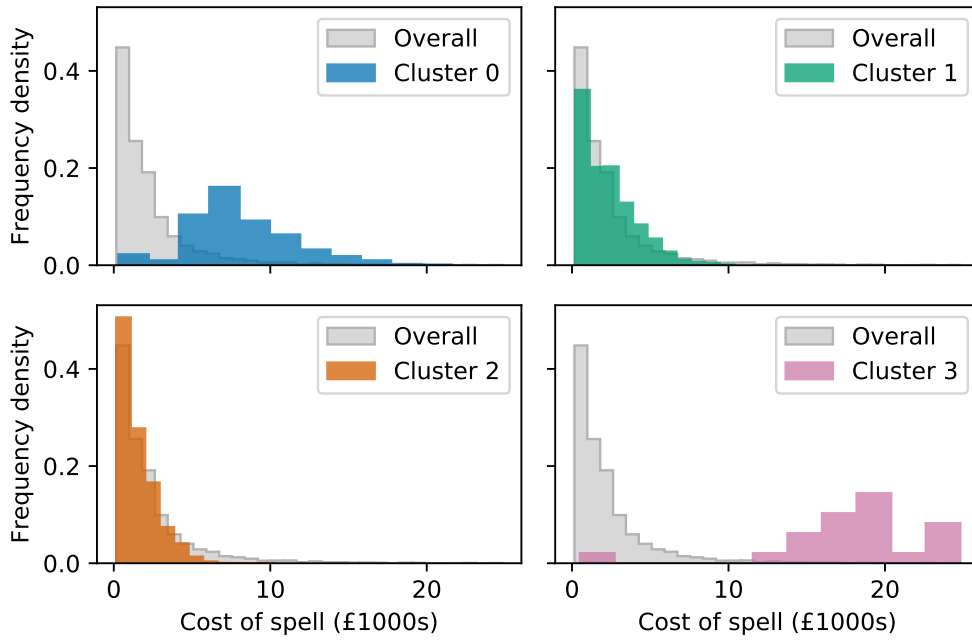 Frequency density
0.4
0.2
0.0
Overall
Cluster 0
Overall
Cluster 1
Frequency density
0.4
0.2
0.0
Overall
Cluster 2
Overall
Cluster 3
0 10 20
0 10 20
Cost of spell (£1000s)
Cost of spell (£1000s)